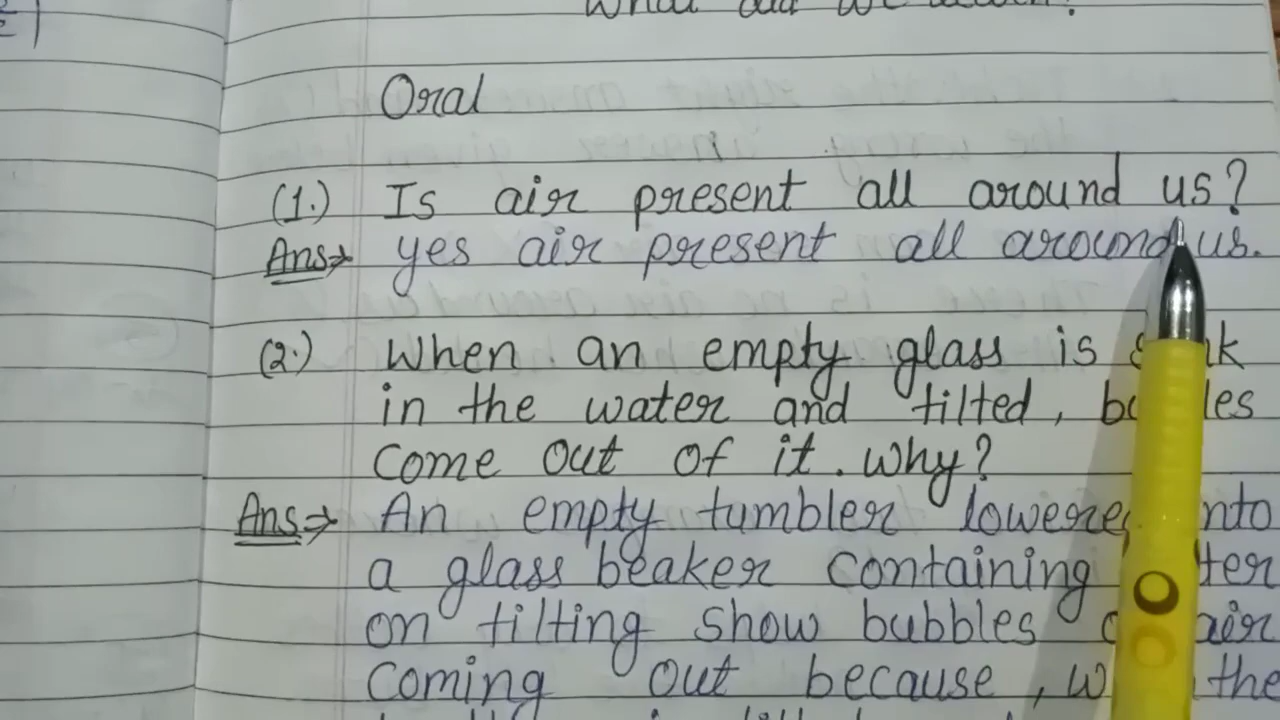 Oral
(1.) Is air present all around us?
Ans→ yes air present all around us.
(2.) When an empty glass is
in the water and tilted,
come out of it. why?
Ans→ An empty tumbler
a glass beaker containing
on tilting show bubbles air
coming out because, the